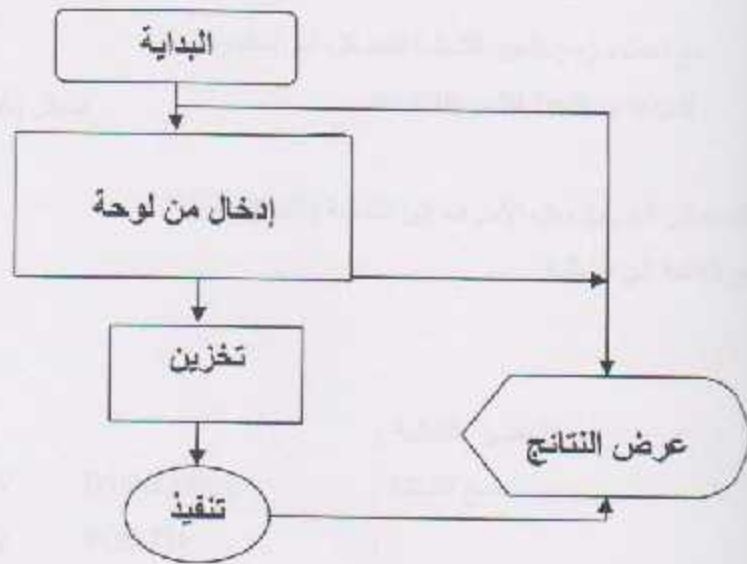 البداية
إدخال من لوحة
تخزين
عرض النتائج
تنفيذ